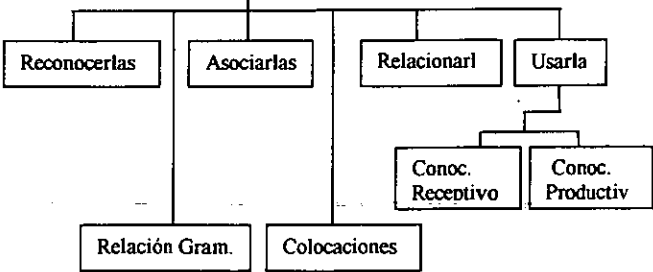 Reconocerlas
Asociarlas
Relacionarl
Usarla
Conoc.
Receptivo
Conoc.
Productiv
Relación Gram.
Colocaciones